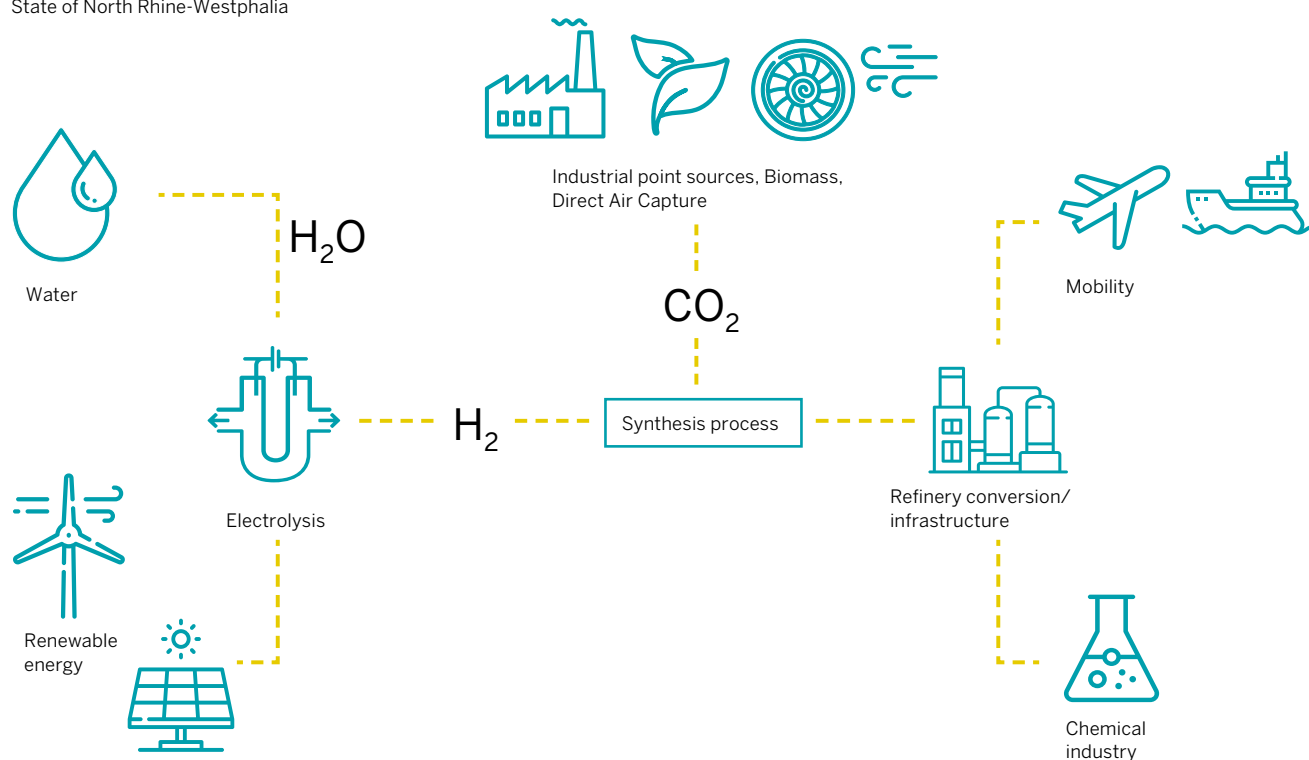 State of North Rhine-Westphalia
Industrial point sources, Biomass,
Direct Air Capture
H₂O
Water
Mobility
CO₂
H₂
Synthesis process
Electrolysis
Refinery conversion/
infrastructure
Renewable
energy
Chemical
industry